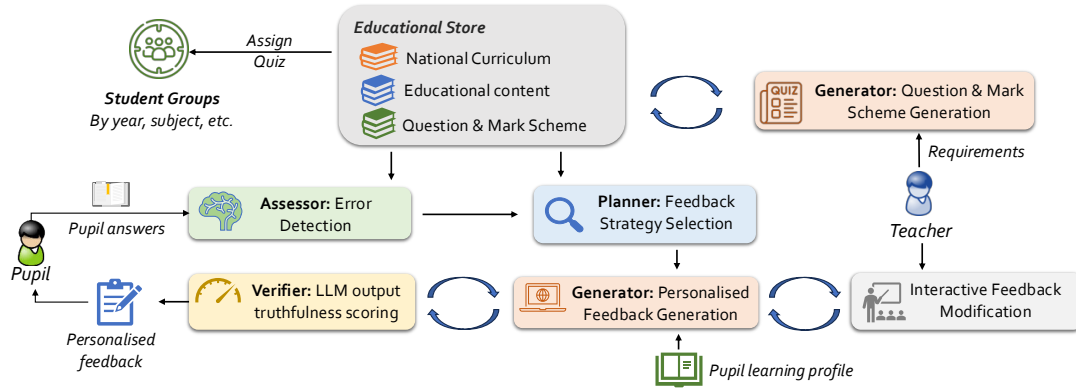 Educational Store
National Curriculum
Educational content
Question & Mark Scheme
Assign
Quiz
Student Groups
By year, subject, etc.
QUIZ
Generator: Question & Mark
Scheme Generation
Requirements
Teacher
Pupil answers
Pupil
Assessor: Error
Detection
Planner: Feedback
Strategy Selection
Verifier: LLM output
truthfulness scoring
Generator: Personalised
Feedback Generation
Interactive Feedback
Modification
Personalised
feedback
Pupil learning profile